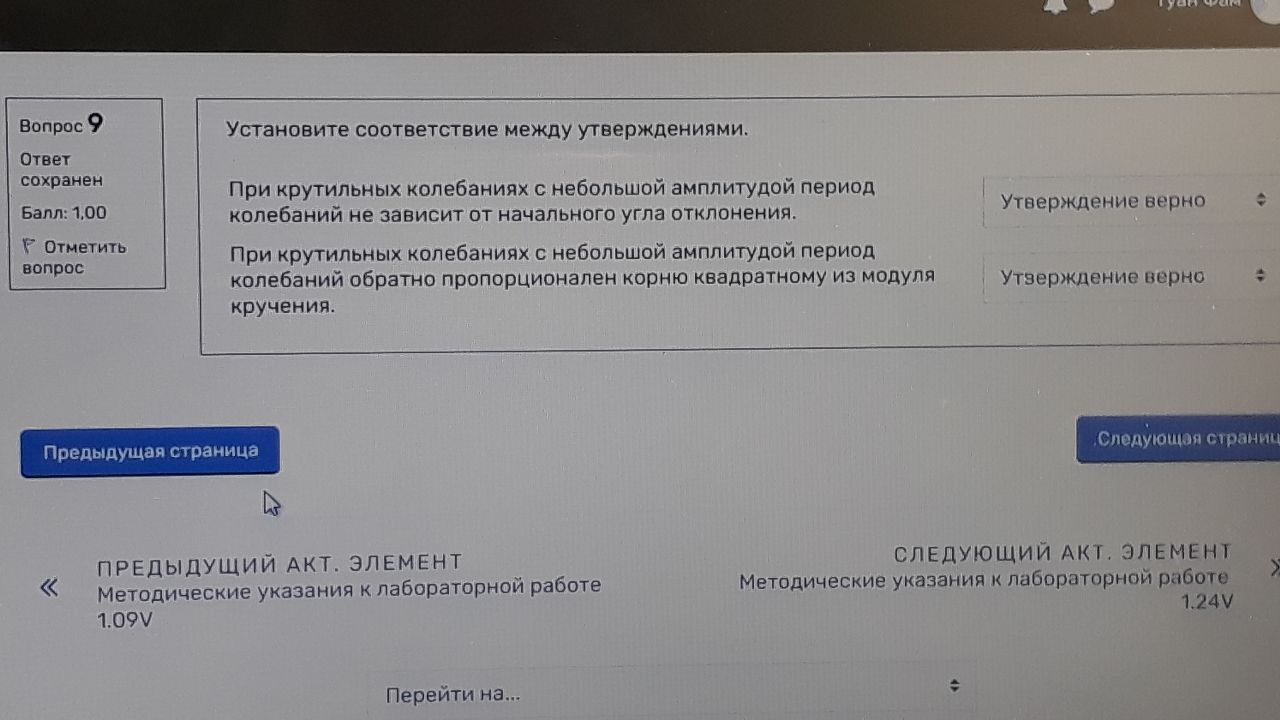 Туан Фам
Вопрос 9
Ответ
сохранен
Балл: 1,00
Отметить
вопрос
Установите соответствие между утверждениями.
При крутильных колебаниях с небольшой амплитудой период
колебаний не зависит от начального угла отклонения.
Утверждение верно
При крутильных колебаниях с небольшой амплитудой период
колебаний обратно пропорционален корню квадратному из модуля
кручения.
Утверждение верно
Предыдущая страница
Следующая страниц
ПРЕДЫДУЩИЙ АКТ. ЭЛЕМЕНТ
Методические указания к лабораторной работе
1.09V
СЛЕДУЮЩИЙ АКТ. ЭЛЕМЕНТ
Методические указания к лабораторной работе
1.24V
Перейти на...